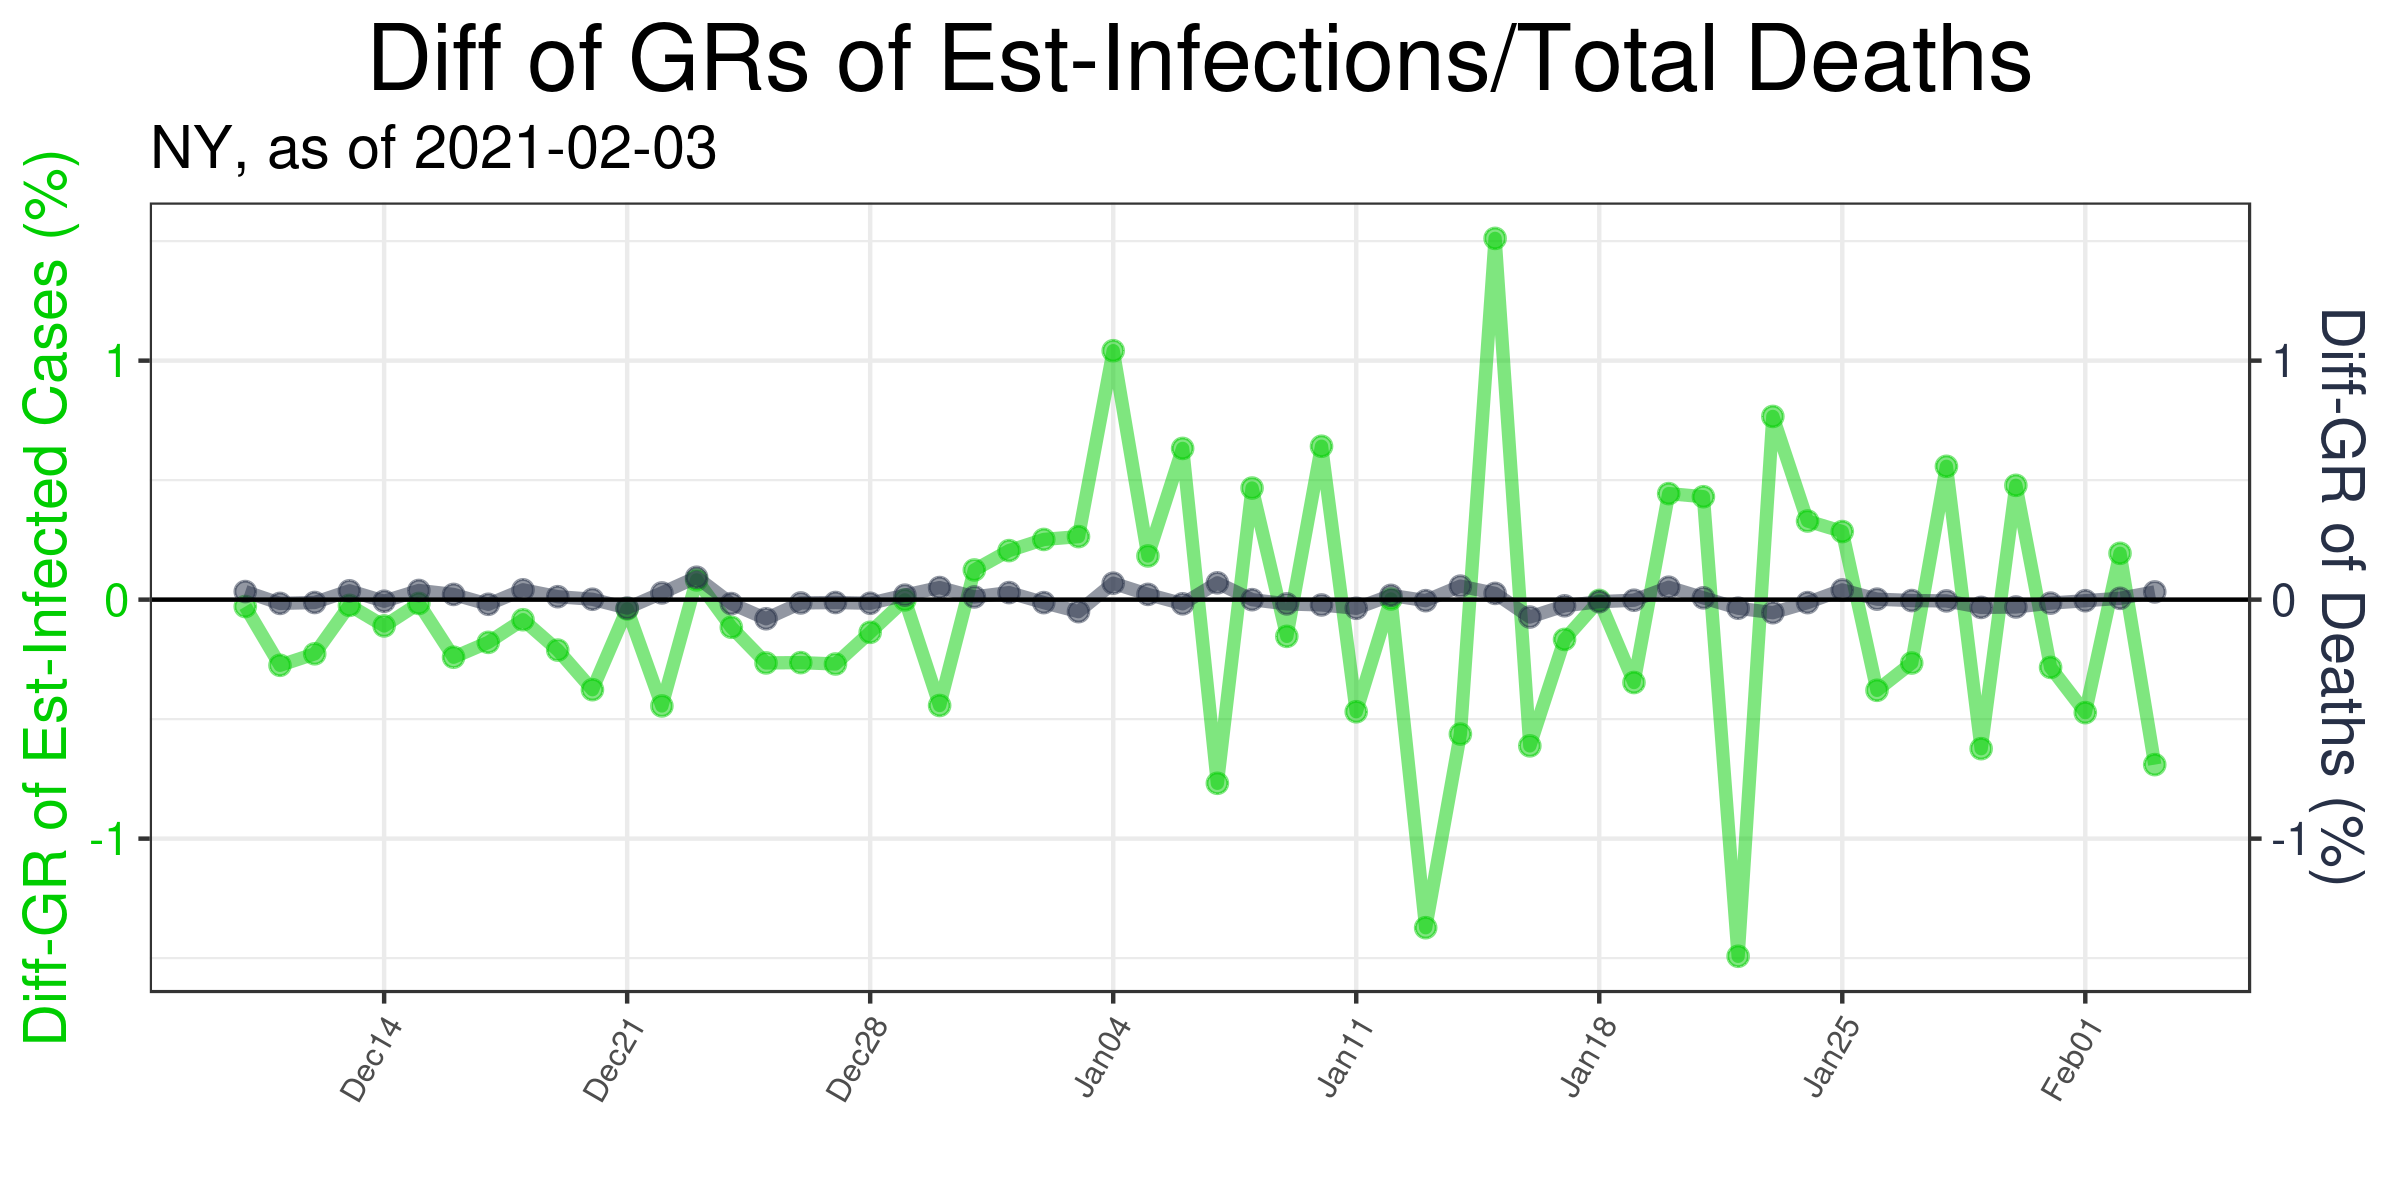 Diff of GRs of Est-Infections/Total Deaths
NY, as of 2021-02-03
Diff-GR of Est-Infected Cases (%)
1
0
-1
1
0
-1
Diff-GR of Deaths (%)
Dec14
Dec21
Dec28
Jan04
Jan11
Jan18
Jan25
Feb01